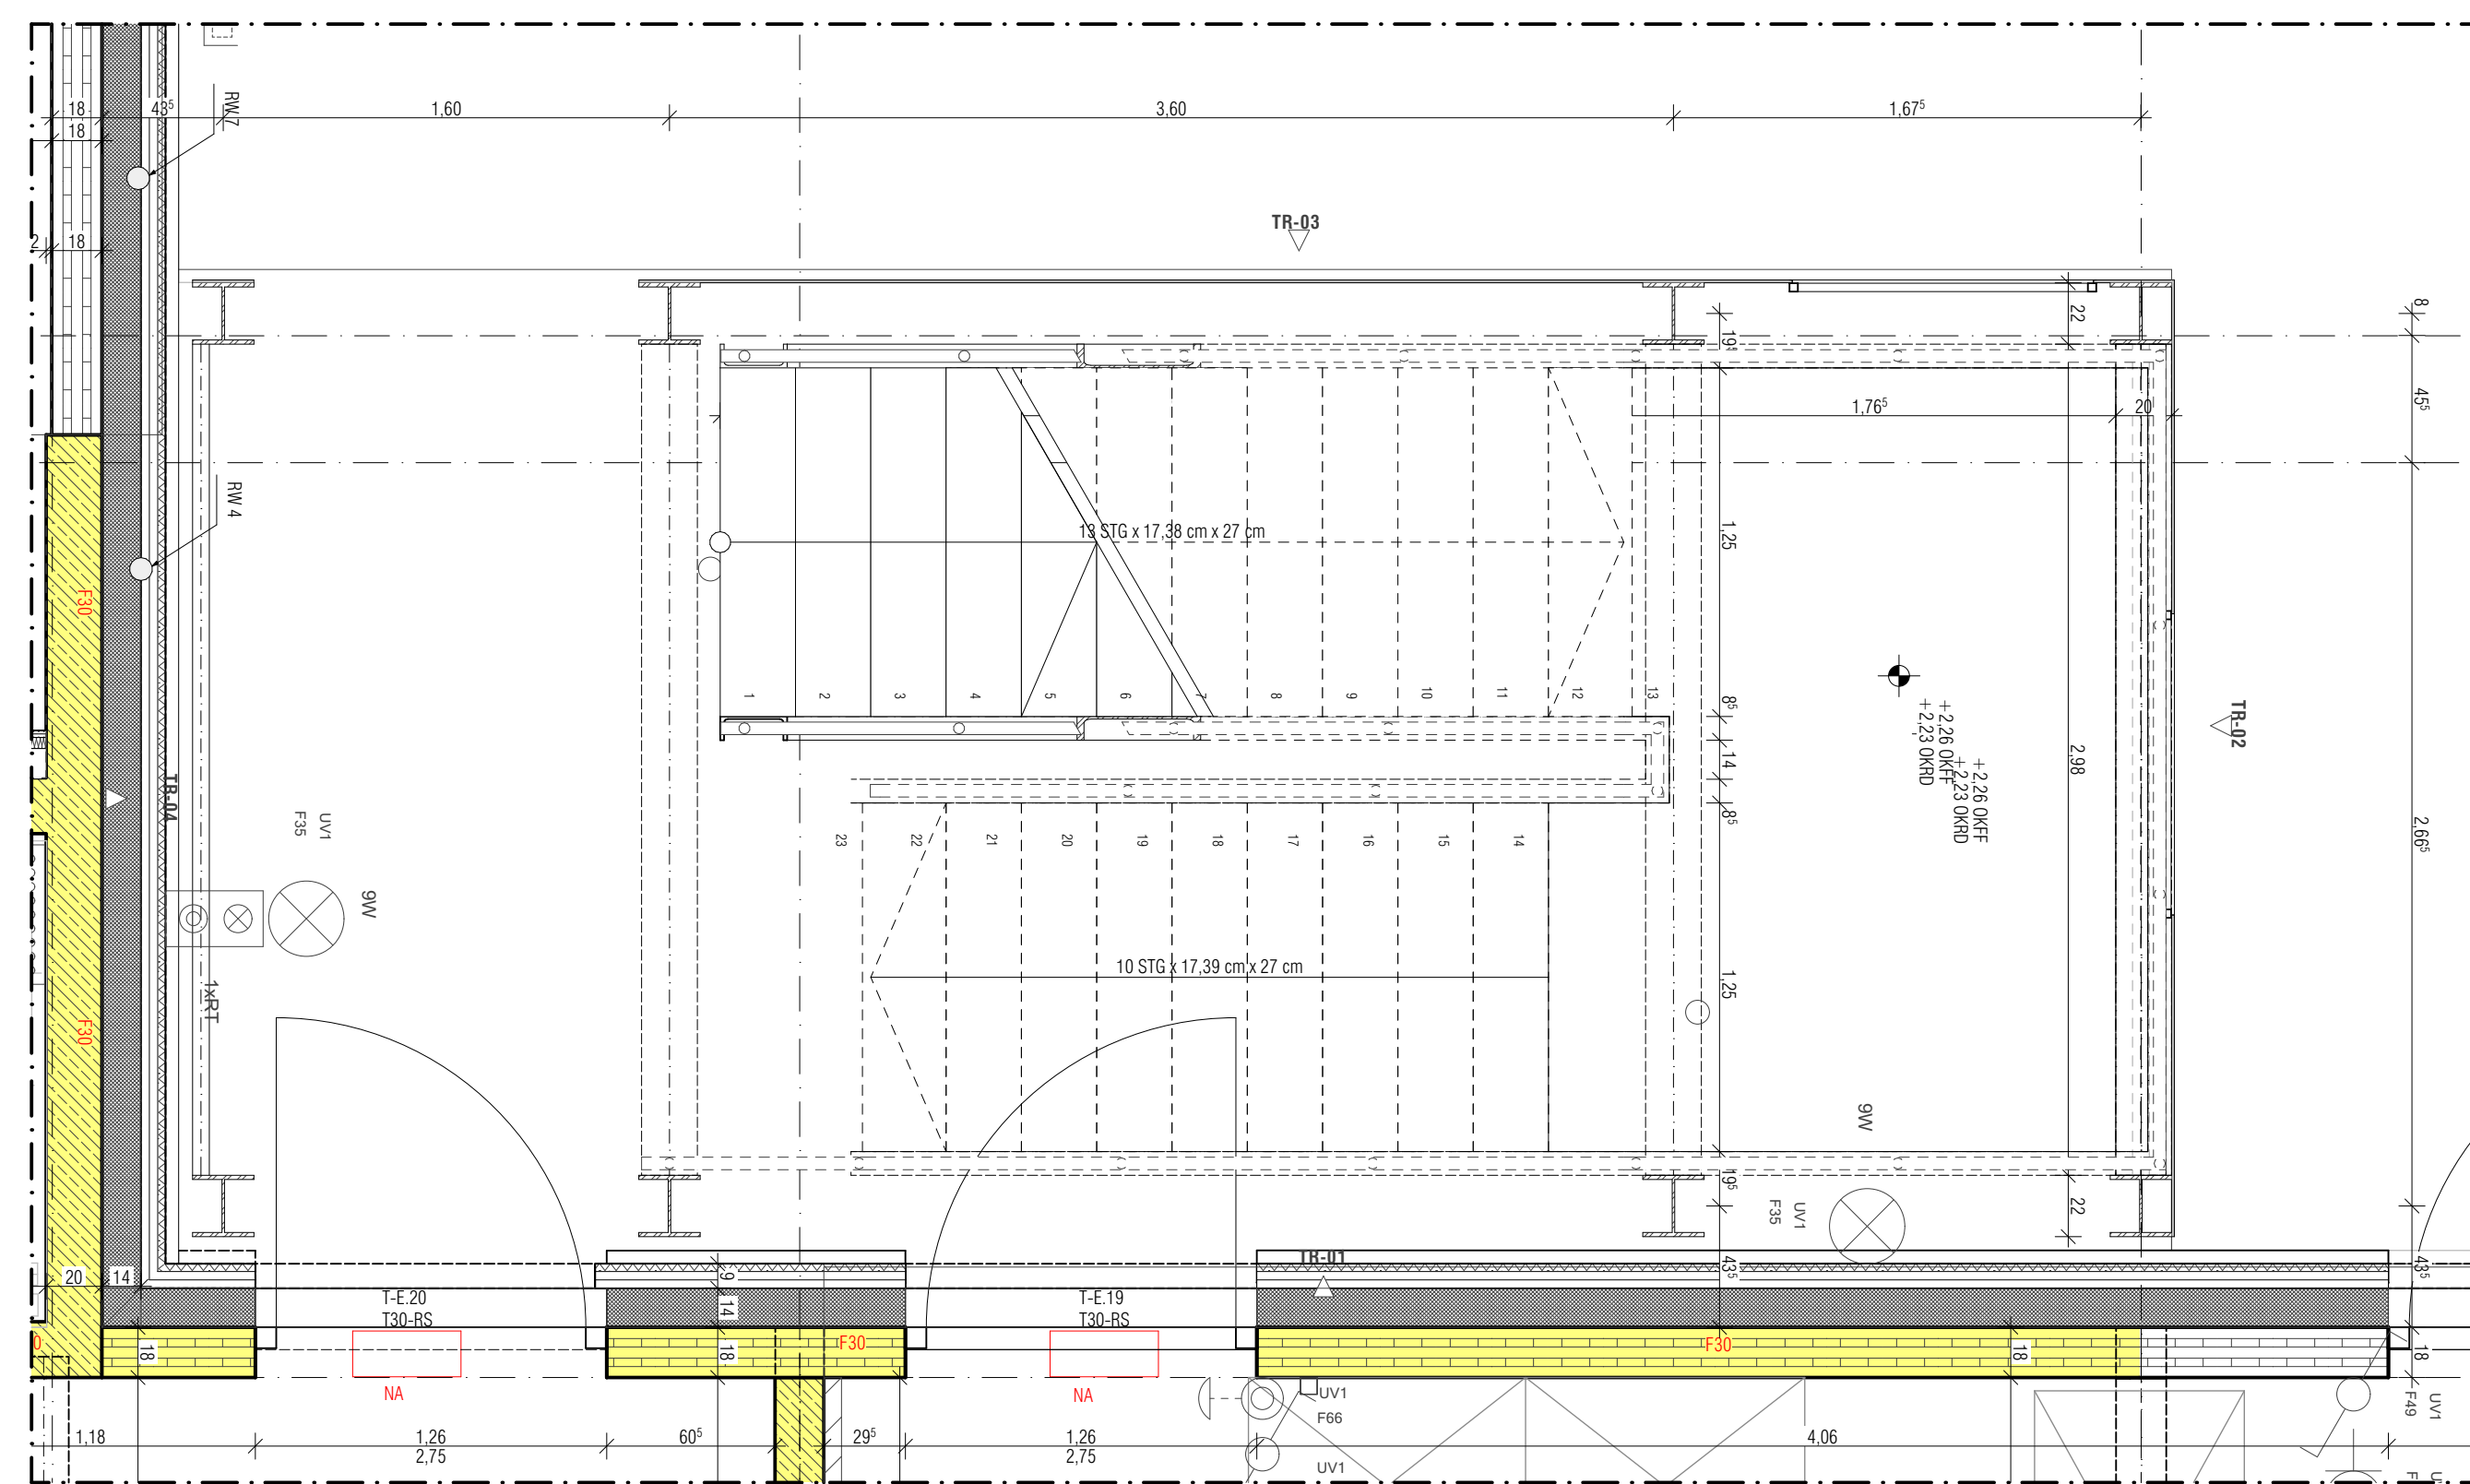 18
43⁵
1,60
3,60
1,67⁵
18
RW 7
2
18
TR-03
8
22
19⁵
45⁵
1,76⁵
20
RW 4
13 STG x 17,38 cm x 27 cm
1,25
F30
1
2
3
4
5
6
7
8
9
10
11
12
13
8⁵
+2,26 OKFF
+2,23 OKRD
+2,26 OKFF
+2,23 OKRD
TR-02
2,98
14
TR-04
UV1
F35
8⁵
2,66⁵
23
22
21
20
19
18
17
16
15
14
9W
10 STG x 17,39 cm x 27 cm
1,25
1xRT
F30
9W
19⁵
UV1
F35
22
TR-01
20
14
9
43⁵
43⁵
T-E.20
T30-RS
14
T-E.19
T30-RS
0
18
18
F30
F30
18
18
NA
NA
UV1
F66
UV1
F49
1,18
1,26
2,75
60⁵
29⁵
1,26
2,75
4,06
UV1